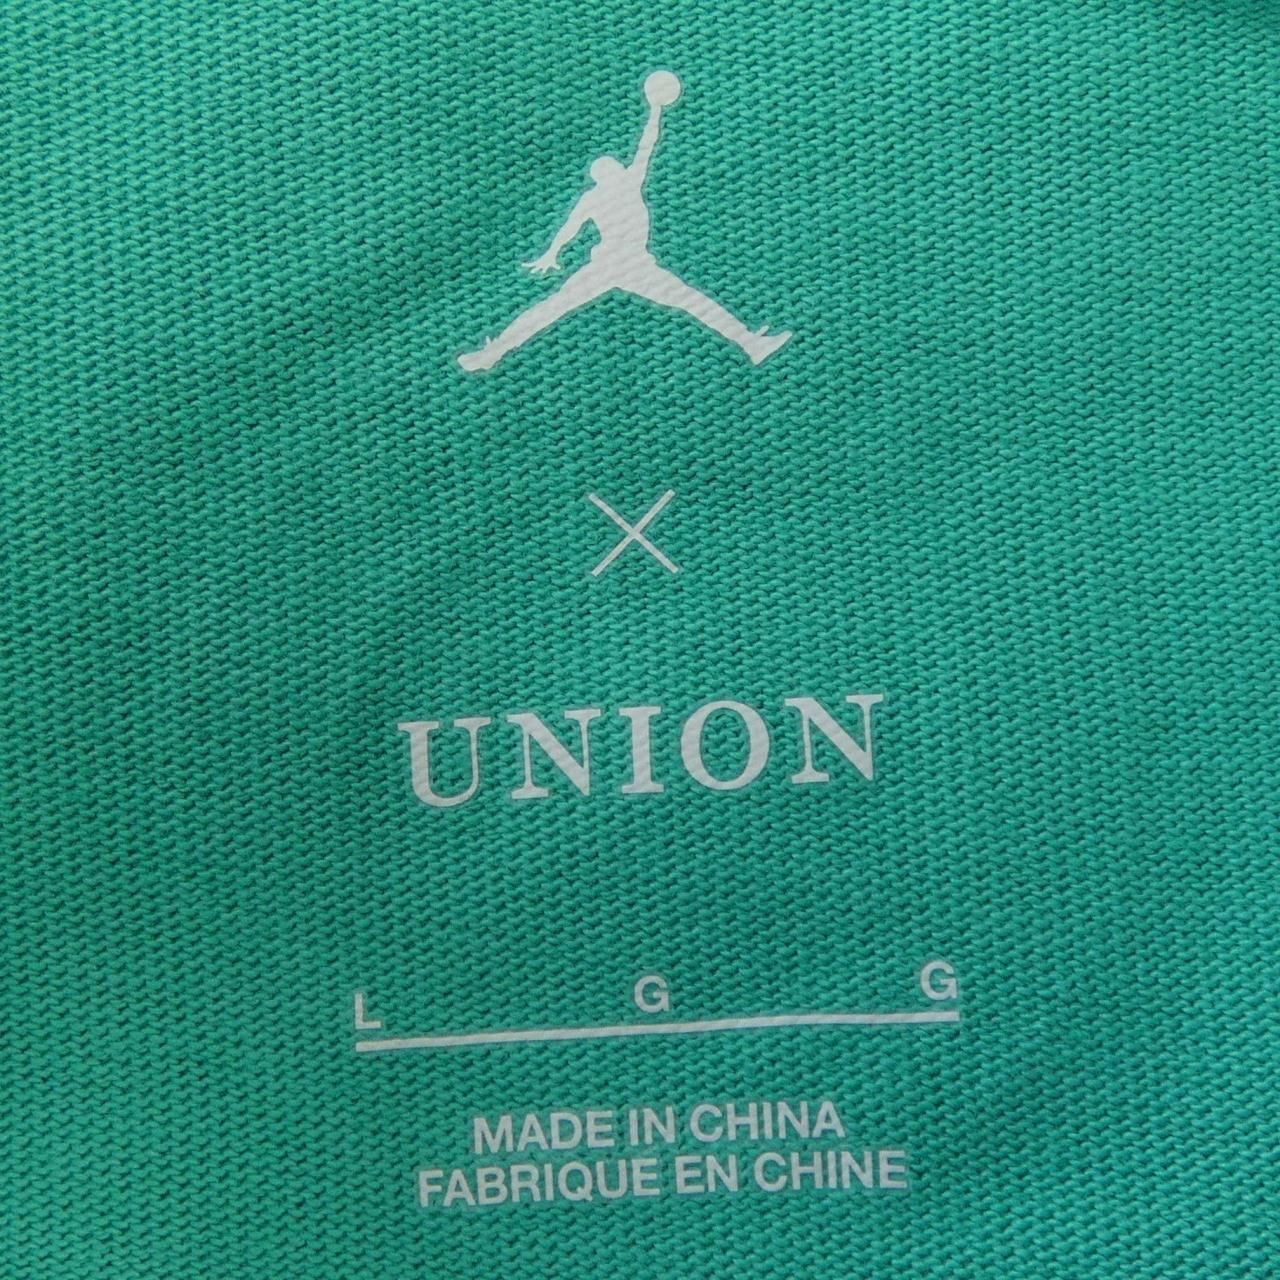 ×
UNION
L G G
MADE IN CHINA
FABRIQUE EN CHINE